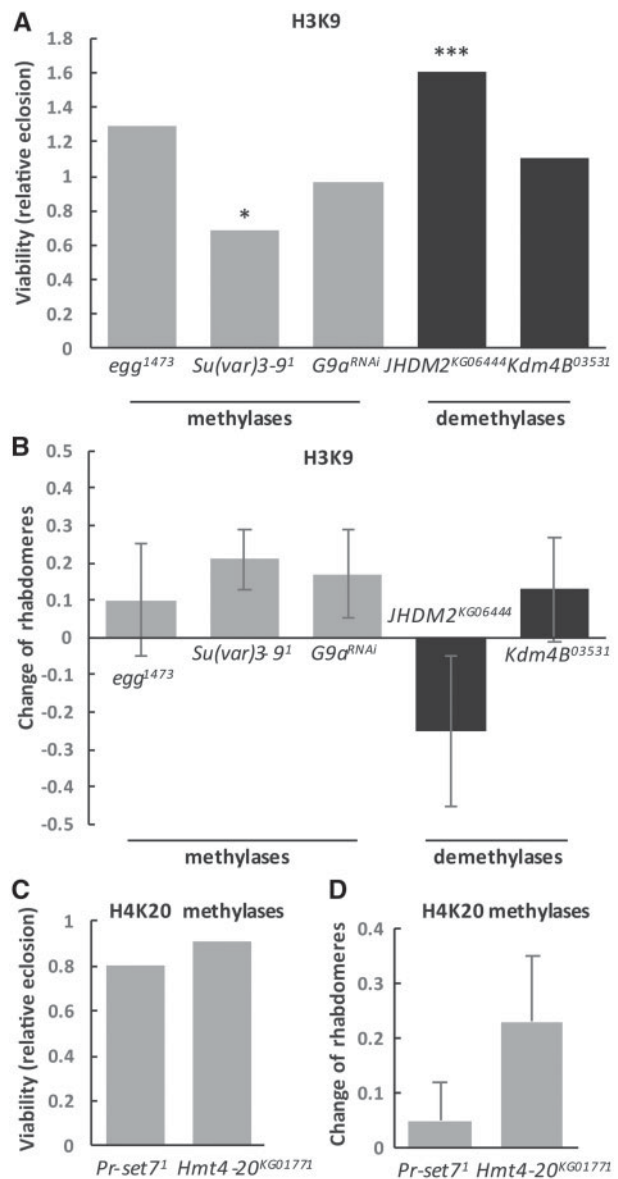 A
H3K9
Viability (relative eclosion)
1.8
1.6
1.4
1.2
1
0.8
0.6
0.4
0.2
0
*
***
egg1473 Su(var)3-91 G9aRNAi JHDM2KG06444 Kdm4B03531
methylases demethylases
B
H3K9
Change of rhabdomeres
0.5
0.4
0.3
0.2
0.1
0
-0.1
-0.2
-0.3
-0.4
-0.5
egg1473 Su(var)3-91 G9aRNAi JHDM2KG06444 Kdm4B03531
methylases demethylases
C
H4K20 methylases
Viability (relative eclosion)
1
0.8
0.6
0.4
0.2
0
Pr-set71 Hmt4-20KG01771
D
H4K20 methylases
Change of rhabdomeres
0.4
0.3
0.2
0.1
0
Pr-set71 Hmt4-20KG01771